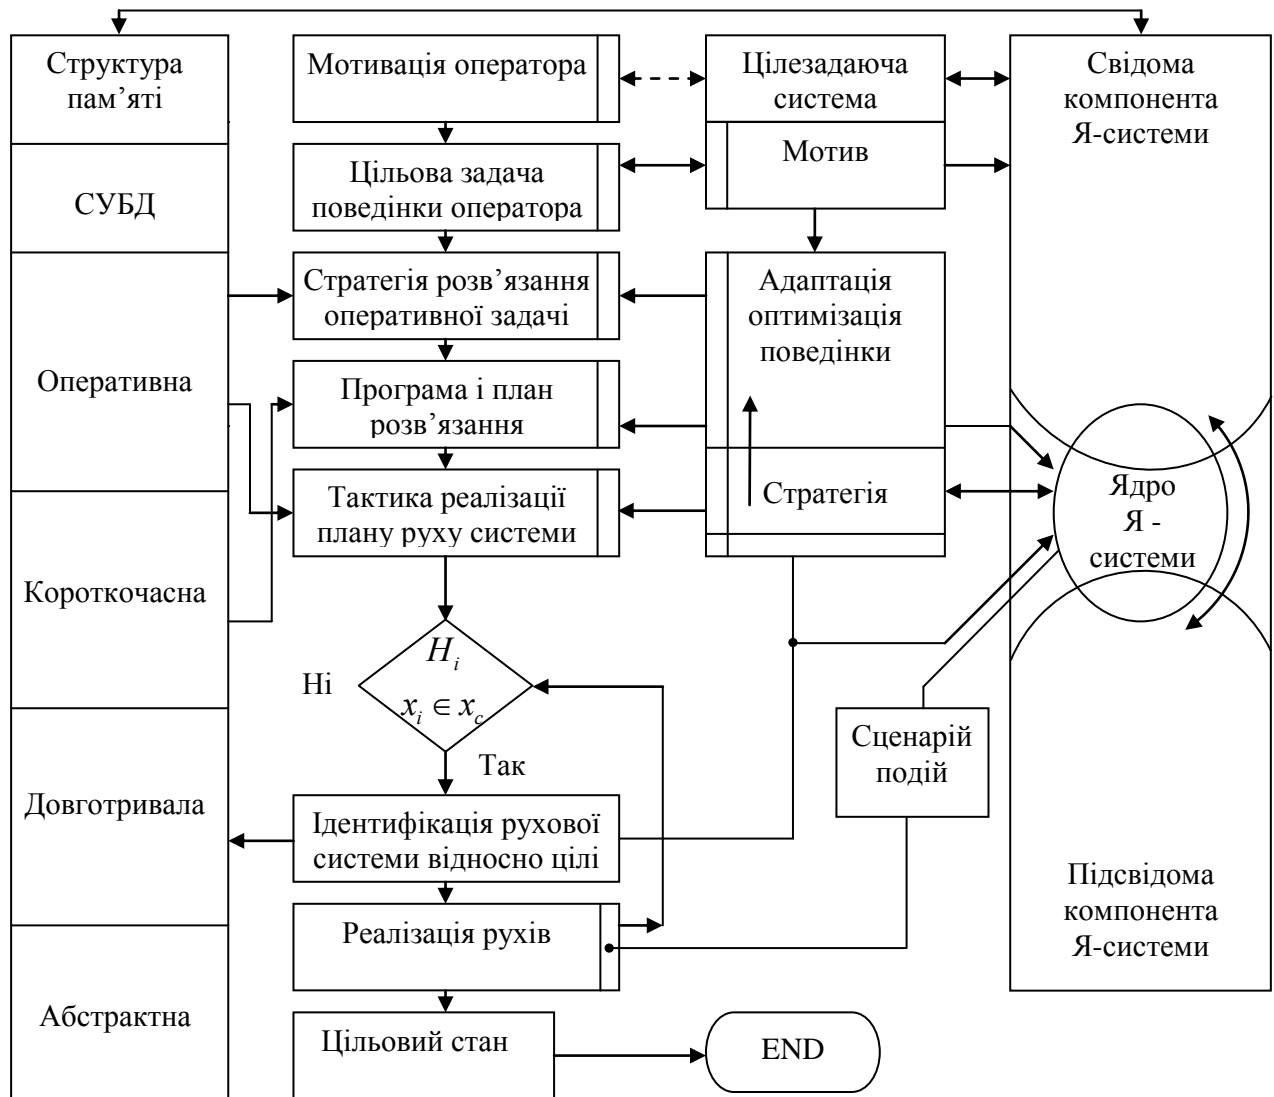 Структура
пам’яті
СУБД
Оперативна
Короткочасна
Довготривала
Абстрактна
Мотивація оператора
Цільова задача
поведінки оператора
Стратегія розв’язання
оперативної задачі
Програма і план
розв’язання
Тактика реалізації
плану руху системи
H_i
x_i ∈ x_c
Ні
Так
Ідентифікація рухової
системи відносно цілі
Реалізація рухів
Цільовий стан
END
Цілезадаюча
система
Мотив
Адаптація
оптимізація
поведінки
Стратегія
Сценарій
подій
Свідома
компонента
Я-системи
Ядро
Я -
системи
Підсвідома
компонента
Я-системи